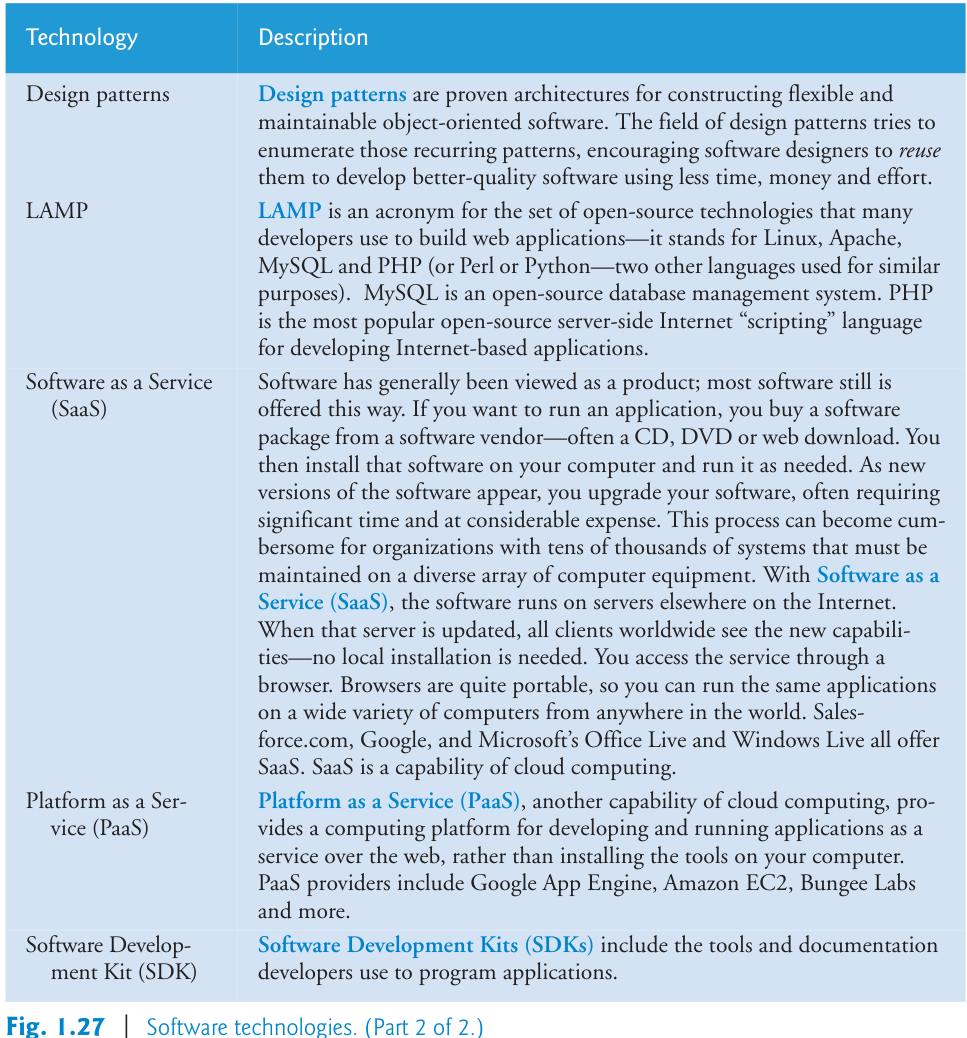 Technology Description
Design patterns Design patterns are proven architectures for constructing flexible and
maintainable object-oriented software. The field of design patterns tries to
enumerate those recurring patterns, encouraging software designers to reuse
them to develop better-quality software using less time, money and effort.
LAMP LAMP is an acronym for the set of open-source technologies that many
developers use to build web applications—it stands for Linux, Apache,
MySQL and PHP (or Perl or Python—two other languages used for similar
purposes). MySQL is an open-source database management system. PHP
is the most popular open-source server-side Internet “scripting” language
for developing Internet-based applications.
Software as a Service
(SaaS)
Software has generally been viewed as a product; most software still is
offered this way. If you want to run an application, you buy a software
package from a software vendor—often a CD, DVD or web download. You
then install that software on your computer and run it as needed. As new
versions of the software appear, you upgrade your software, often requiring
significant time and at considerable expense. This process can become cum-
bersome for organizations with tens of thousands of systems that must be
maintained on a diverse array of computer equipment. With Software as a
Service (SaaS), the software runs on servers elsewhere on the Internet.
When that server is updated, all clients worldwide see the new capabili-
ties—no local installation is needed. You access the service through a
browser. Browsers are quite portable, so you can run the same applications
on a wide variety of computers from anywhere in the world. Sales-
force.com, Google, and Microsoft’s Office Live and Windows Live all offer
SaaS. SaaS is a capability of cloud computing.
Platform as a Ser-
vice (PaaS)
Platform as a Service (PaaS), another capability of cloud computing, pro-
vides a computing platform for developing and running applications as a
service over the web, rather than installing the tools on your computer.
PaaS providers include Google App Engine, Amazon EC2, Bungee Labs
and more.
Software Develop-
ment Kit (SDK)
Software Development Kits (SDKs) include the tools and documentation
developers use to program applications.
Fig. 1.27 | Software technologies. (Part 2 of 2.)